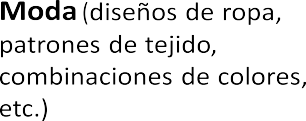 Moda (diseños de ropa,
patrones de tejido,
combinaciones de colores,
etc.)